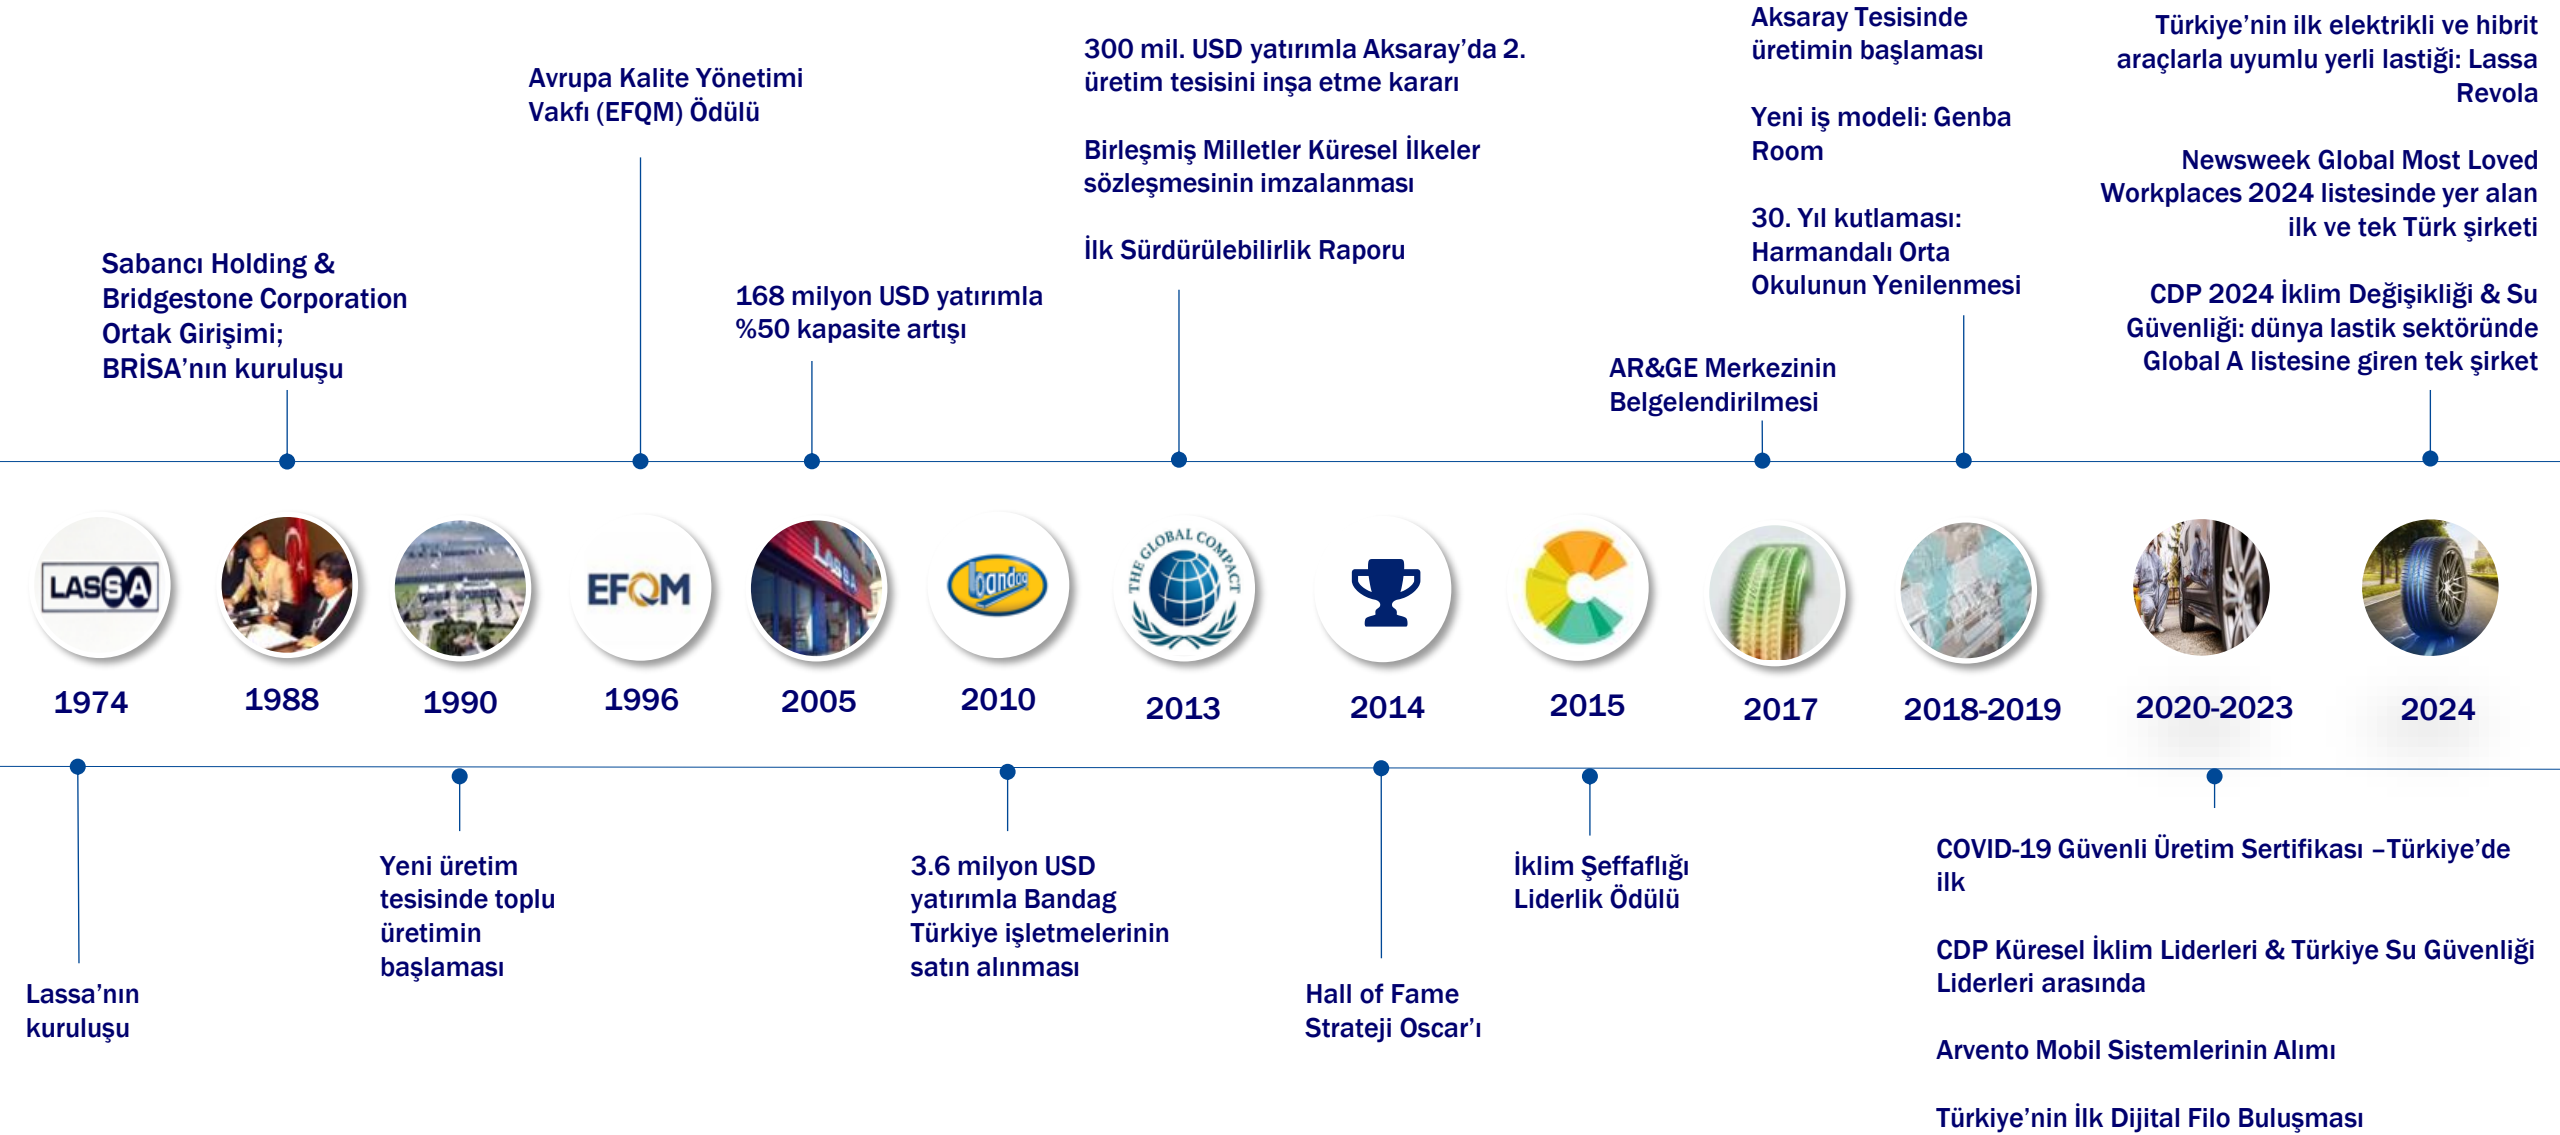 Aksaray Tesisinde
üretimin başlaması
Yeni iş modeli: Genba
Room
30. Yıl kutlaması:
Harmandalı Orta
Okulunun Yenilenmesi
Türkiye’nin ilk elektrikli ve hibrit
araçlarla uyumlu yerli lastiği: Lassa
Revola
Newsweek Global Most Loved
Workplaces 2024 listesinde yer alan
ilk ve tek Türk şirketi
CDP 2024 İklim Değişikliği & Su
Güvenliği: dünya lastik sektöründe
Global A listesine giren tek şirket
300 mil. USD yatırımla Aksaray’da 2.
üretim tesisini inşa etme kararı
Birleşmiş Milletler Küresel İlkeler
sözleşmesinin imzalanması
İlk Sürdürülebilirlik Raporu
Avrupa Kalite Yönetimi
Vakfı (EFQM) Ödülü
Sabancı Holding &
Bridgestone Corporation
Ortak Girişimi;
BRİSA’nın kuruluşu
168 milyon USD yatırımla
%50 kapasite artışı
AR&GE Merkezinin
Belgelendirilmesi
LASSA
EFQM
LASSA
bandag
THE GLOBAL COMPACT
1974
1988
1990
1996
2005
2010
2013
2014
2015
2017
2018-2019
2020-2023
2024
Lassa’nın
kuruluşu
Yeni üretim
tesisinde toplu
üretimin
başlaması
3.6 milyon USD
yatırımla Bandag
Türkiye işletmelerinin
satın alınması
Hall of Fame
Strateji Oscar’ı
İklim Şeffaflığı
Liderlik Ödülü
COVID-19 Güvenli Üretim Sertifikası –Türkiye’de
ilk
CDP Küresel İklim Liderleri & Türkiye Su Güvenliği
Liderleri arasında
Arvento Mobil Sistemlerinin Alımı
Türkiye’nin İlk Dijital Filo Buluşması